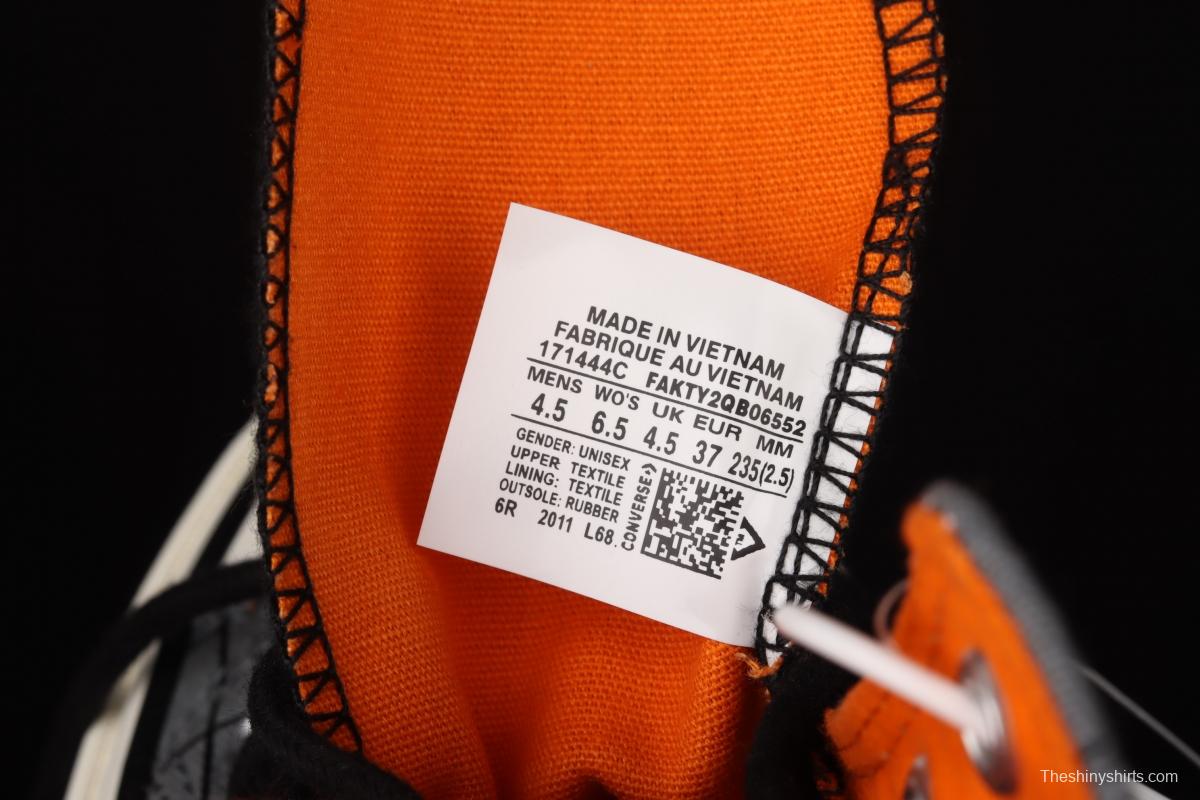 MADE IN VIETNAM
FABRIQUE AU VIETNAM
171444C FAKTY2QB06552
MENS WO'S UK EUR MM
4.5 6.5 4.5 37 235(2.5)
GENDER: UNISEX
UPPER: TEXTILE
LINING: TEXTILE
OUTSOLE: RUBBER
6R 2011 L68.
CONVERSE
Theshinyshirts.com